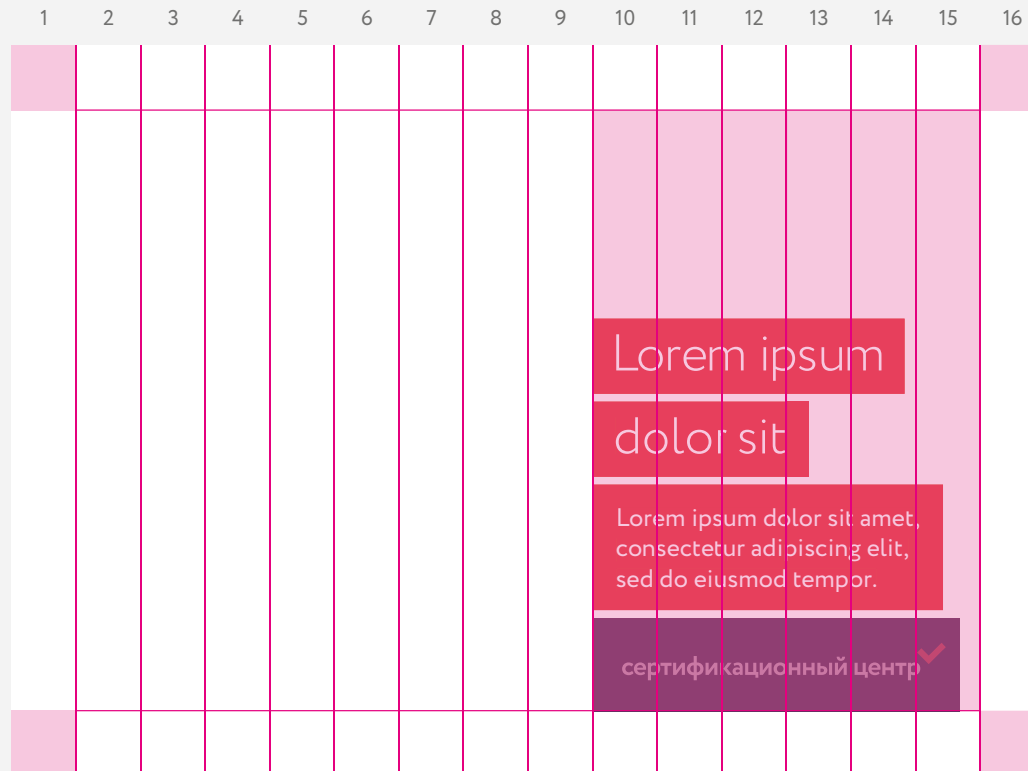 1 2 3 4 5 6 7 8 9 10 11 12 13 14 15 16
Lorem ipsum
dolor sit
Lorem ipsum dolor sit amet,
consectetur adipiscing elit,
sed do eiusmod tempor.
сертификационный центр